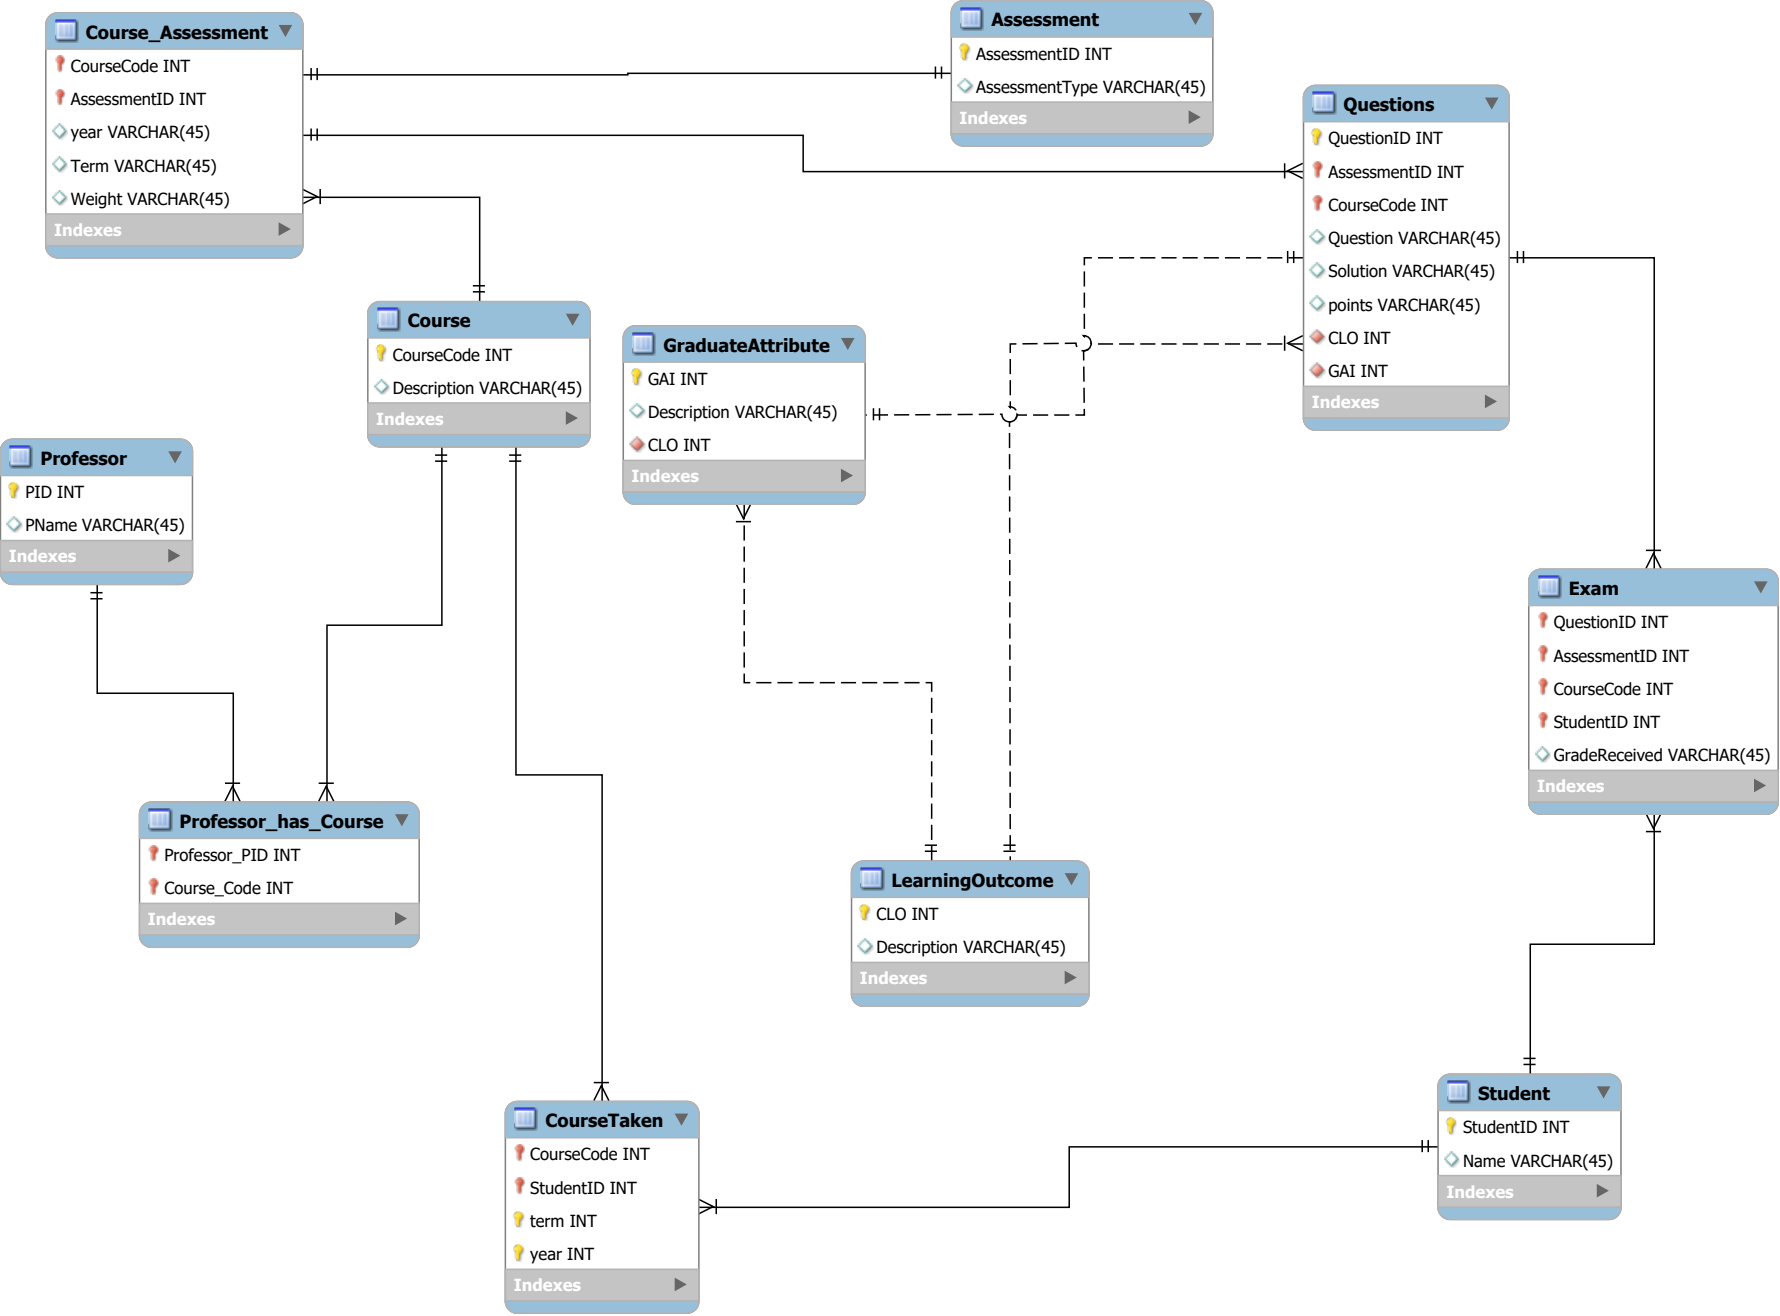 Course_Assessment
CourseCode INT
AssessmentID INT
year VARCHAR(45)
Term VARCHAR(45)
Weight VARCHAR(45)
Indexes
Assessment
AssessmentID INT
AssessmentType VARCHAR(45)
Indexes
Questions
QuestionID INT
AssessmentID INT
CourseCode INT
Question VARCHAR(45)
Solution VARCHAR(45)
points VARCHAR(45)
CLO INT
GAI INT
Indexes
Course
CourseCode INT
Description VARCHAR(45)
Indexes
GraduateAttribute
GAI INT
Description VARCHAR(45)
CLO INT
Indexes
Professor
PID INT
PName VARCHAR(45)
Indexes
Exam
QuestionID INT
AssessmentID INT
CourseCode INT
StudentID INT
GradeReceived VARCHAR(45)
Indexes
Professor_has_Course
Professor_PID INT
Course_Code INT
Indexes
LearningOutcome
CLO INT
Description VARCHAR(45)
Indexes
CourseTaken
CourseCode INT
StudentID INT
term INT
year INT
Indexes
Student
StudentID INT
Name VARCHAR(45)
Indexes